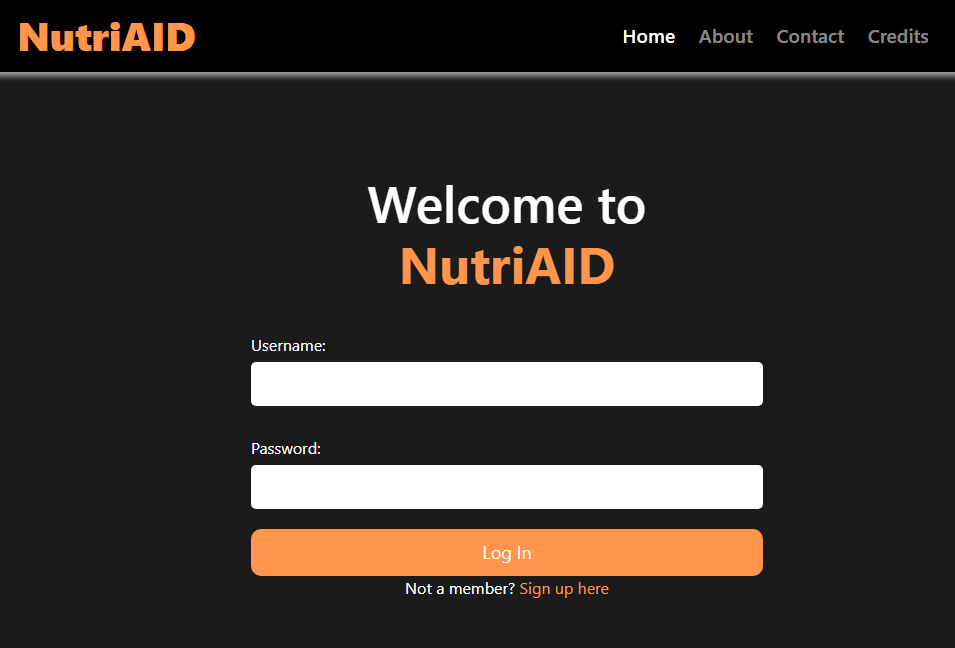 NutriAID
Home About Contact Credits
Welcome to
NutriAID
Username:
Password:
Log In
Not a member? Sign up here